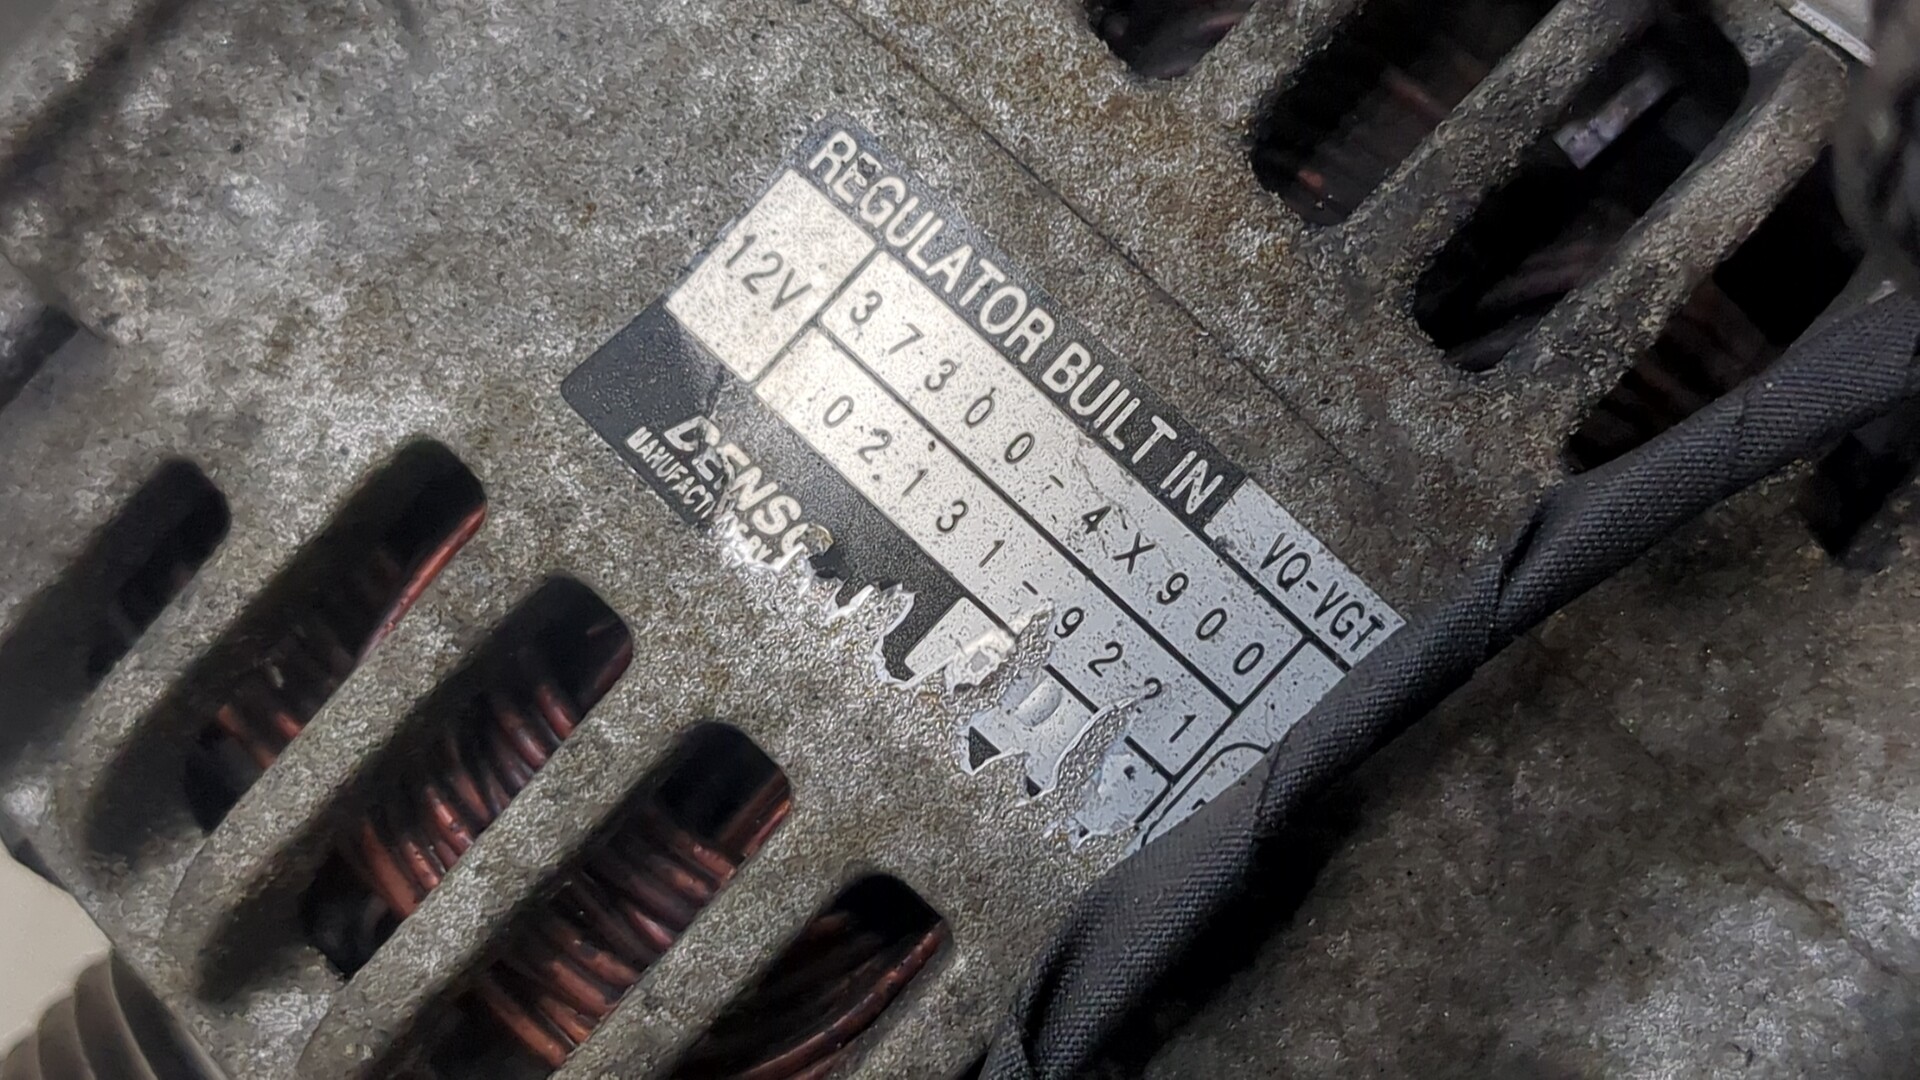 REGULATOR BUILT IN VQ-VGT
12V 37300-4X900
102131-9221
DENSO